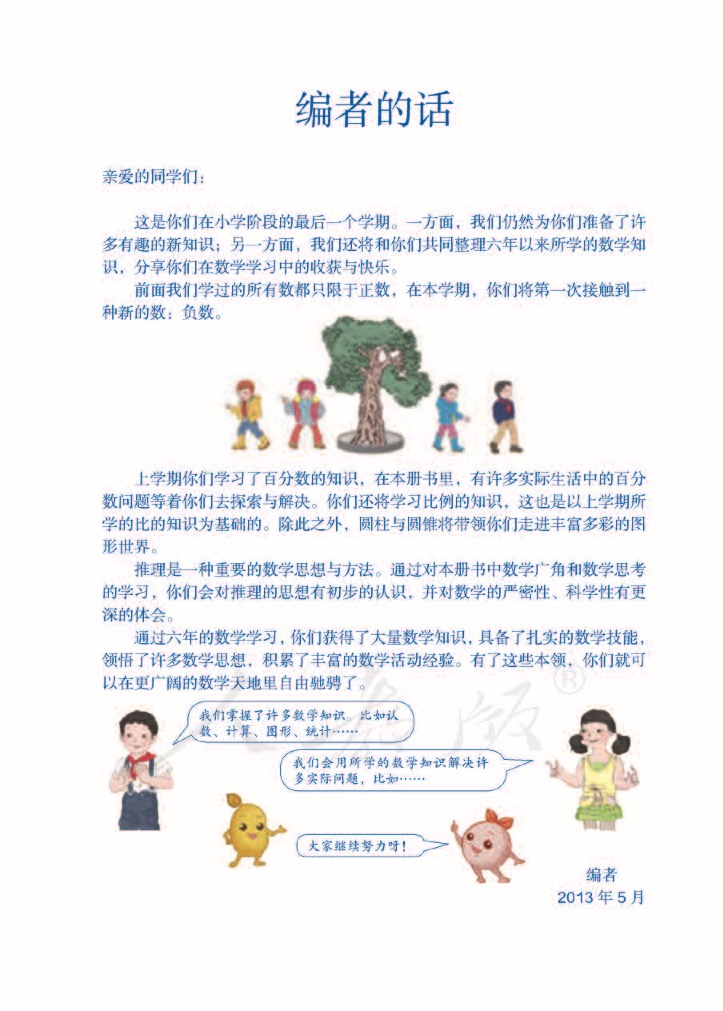 编者的话
亲爱的同学们：
这是你们在小学阶段的最后一个学期。一方面，我们仍然为你们准备了许
多有趣的新知识；另一方面，我们还将和你们共同整理六年以来所学的数学知
识，分享你们在数学学习中的收获与快乐。
前面我们学过的所有数都只限于正数，在本学期，你们将第一次接触到一
种新的数：负数。
上学期你们学习了百分数的知识，在本册书里，有许多实际生活中的百分
数问题等着你们去探索与解决。你们还将学习比例的知识，这也是以上学期所
学的比的知识为基础的。除此之外，圆柱与圆锥将带领你们走进丰富多彩的图
形世界。
推理是一种重要的数学思想与方法。通过对本册书中数学广角和数学思考
的学习，你们会对推理的思想有初步的认识，并对数学的严密性、科学性有更
深的体会。
通过六年的数学学习，你们获得了大量数学知识，具备了扎实的数学技能，
领悟了许多数学思想，积累了丰富的数学活动经验。有了这些本领，你们就可
以在更广阔的数学天地里自由驰骋了。
人教版®
我们掌握了许多数学知识。比如认
数、计算、图形、统计……
我们会用所学的数学知识解决许
多实际问题，比如……
大家继续努力呀！
编者
2013 年 5 月